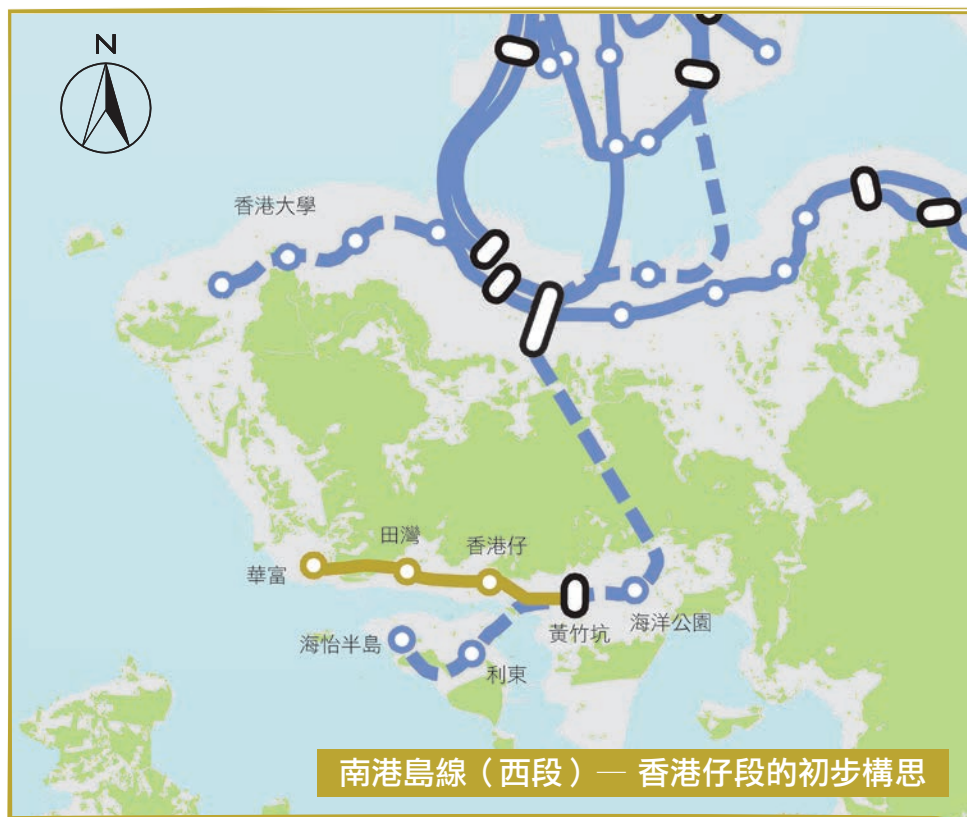 N
香港大學
田灣
香港仔
華富
黃竹坑
海洋公園
海怡半島
利東
南港島線（西段）— 香港仔段的初步構思